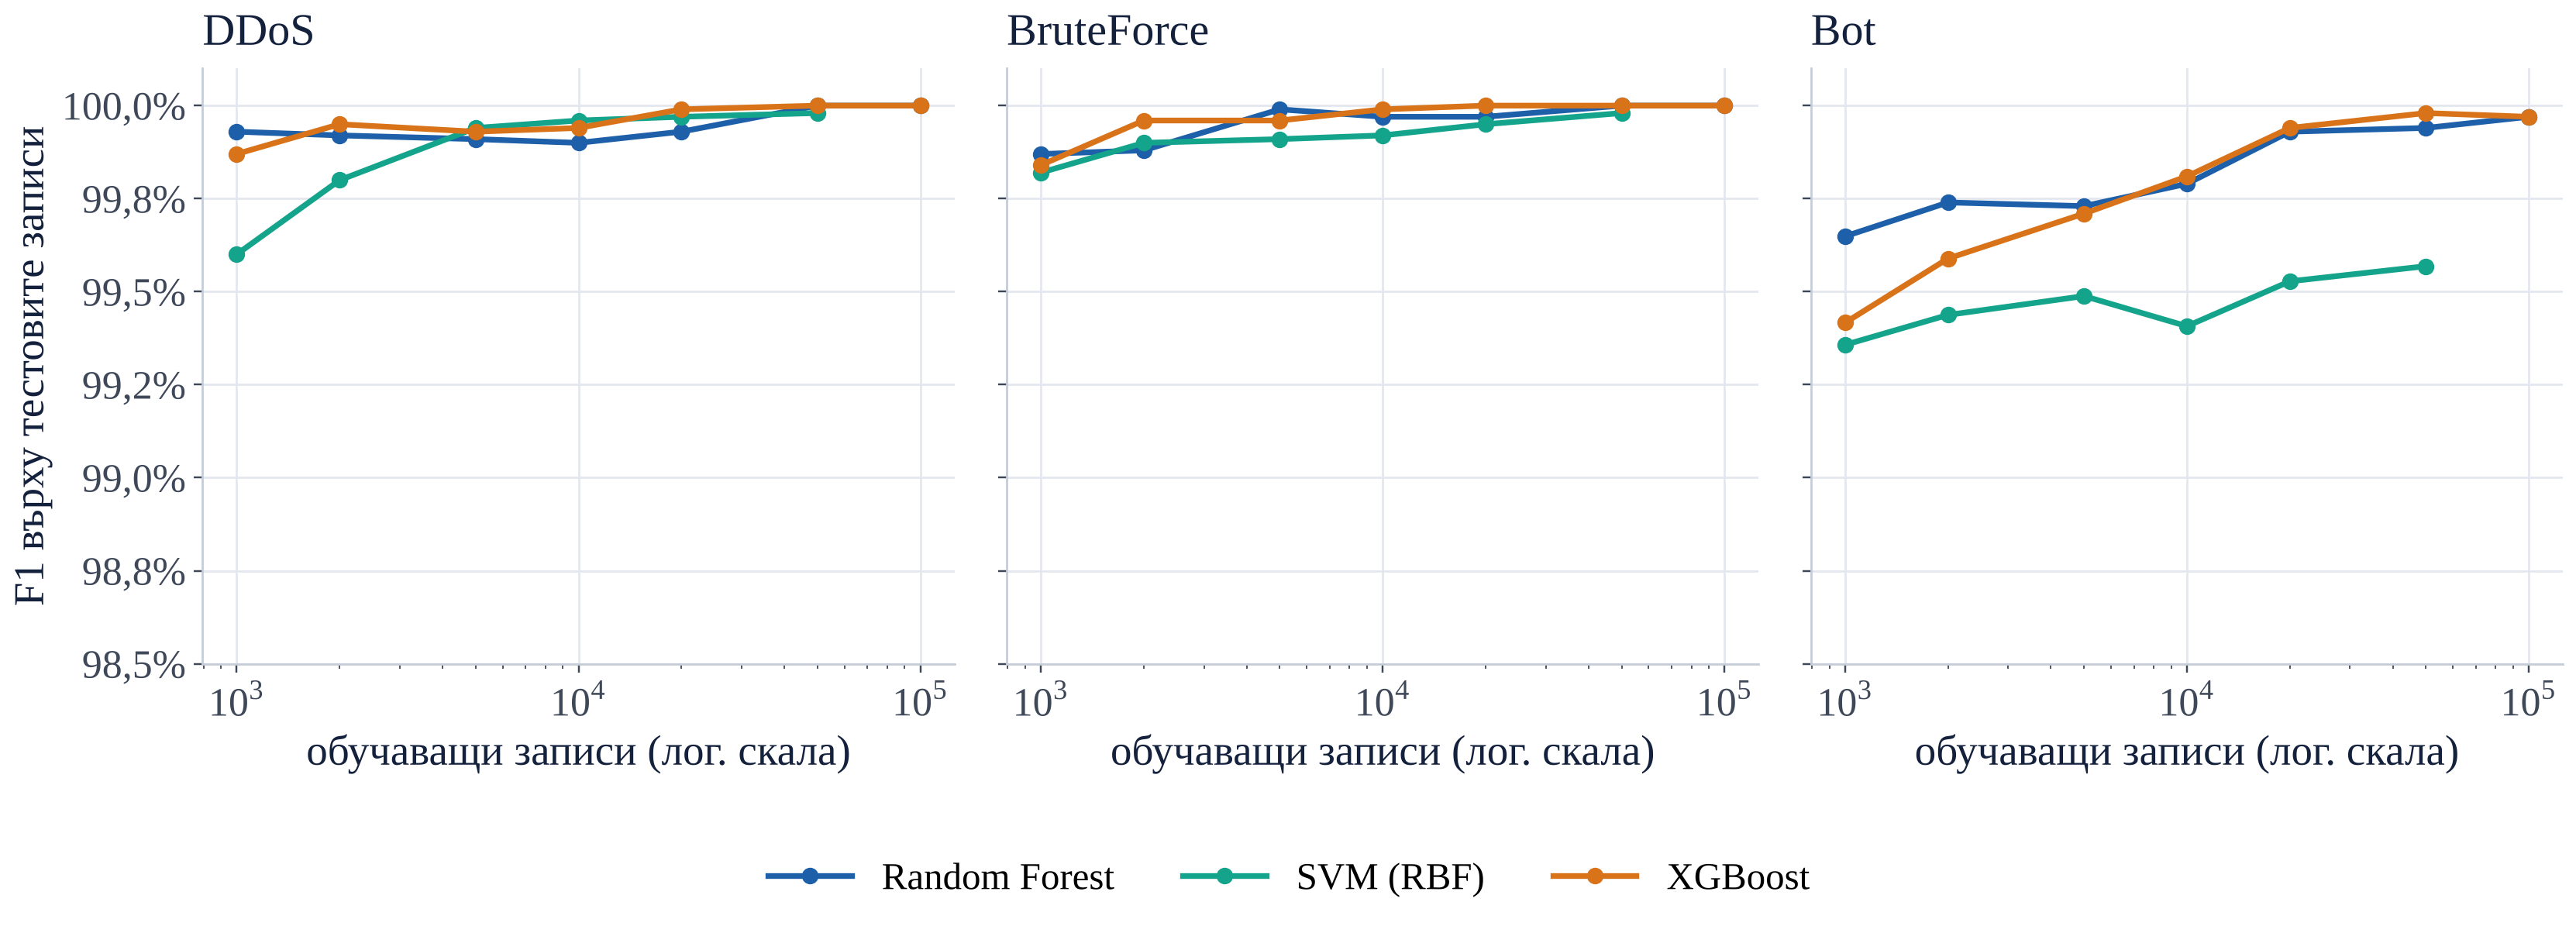 DDoS
BruteForce
Bot
F1 върху тестовите записи
100,0%
99,8%
99,5%
99,2%
99,0%
98,8%
98,5%
10³ 10⁴ 10⁵
10³ 10⁴ 10⁵
10³ 10⁴ 10⁵
обучаващи записи (лог. скала)
обучаващи записи (лог. скала)
обучаващи записи (лог. скала)
Random Forest
SVM (RBF)
XGBoost